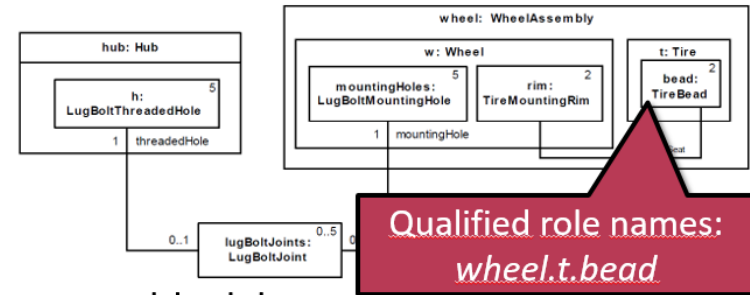 wheel: WheelAssembly
hub: Hub
w: Wheel
t: Tire
5
h:
LugBoltThreadedHole
5
mountingHoles:
LugBoltMountingHole
2
rim:
TireMountingRim
2
bead:
TireBead
1 threadedHole
1 mountingHole
0..1
0..5
lugBoltJoints:
LugBoltJoint
0
Qualified role names:
wheel.t.bead